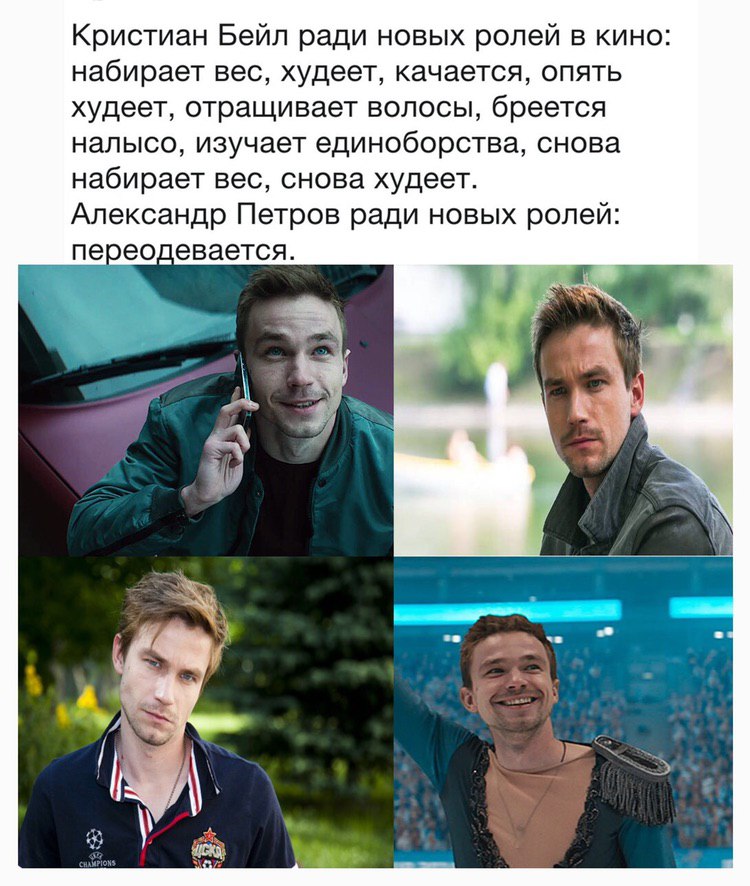 Кристиан Бейл ради новых ролей в кино:
набирает вес, худеет, качается, опять
худеет, отращивает волосы, бреется
налысо, изучает единоборства, снова
набирает вес, снова худеет.
Александр Петров ради новых ролей:
переодевается.
UEFA
CHAMPIONS
ЦСКА